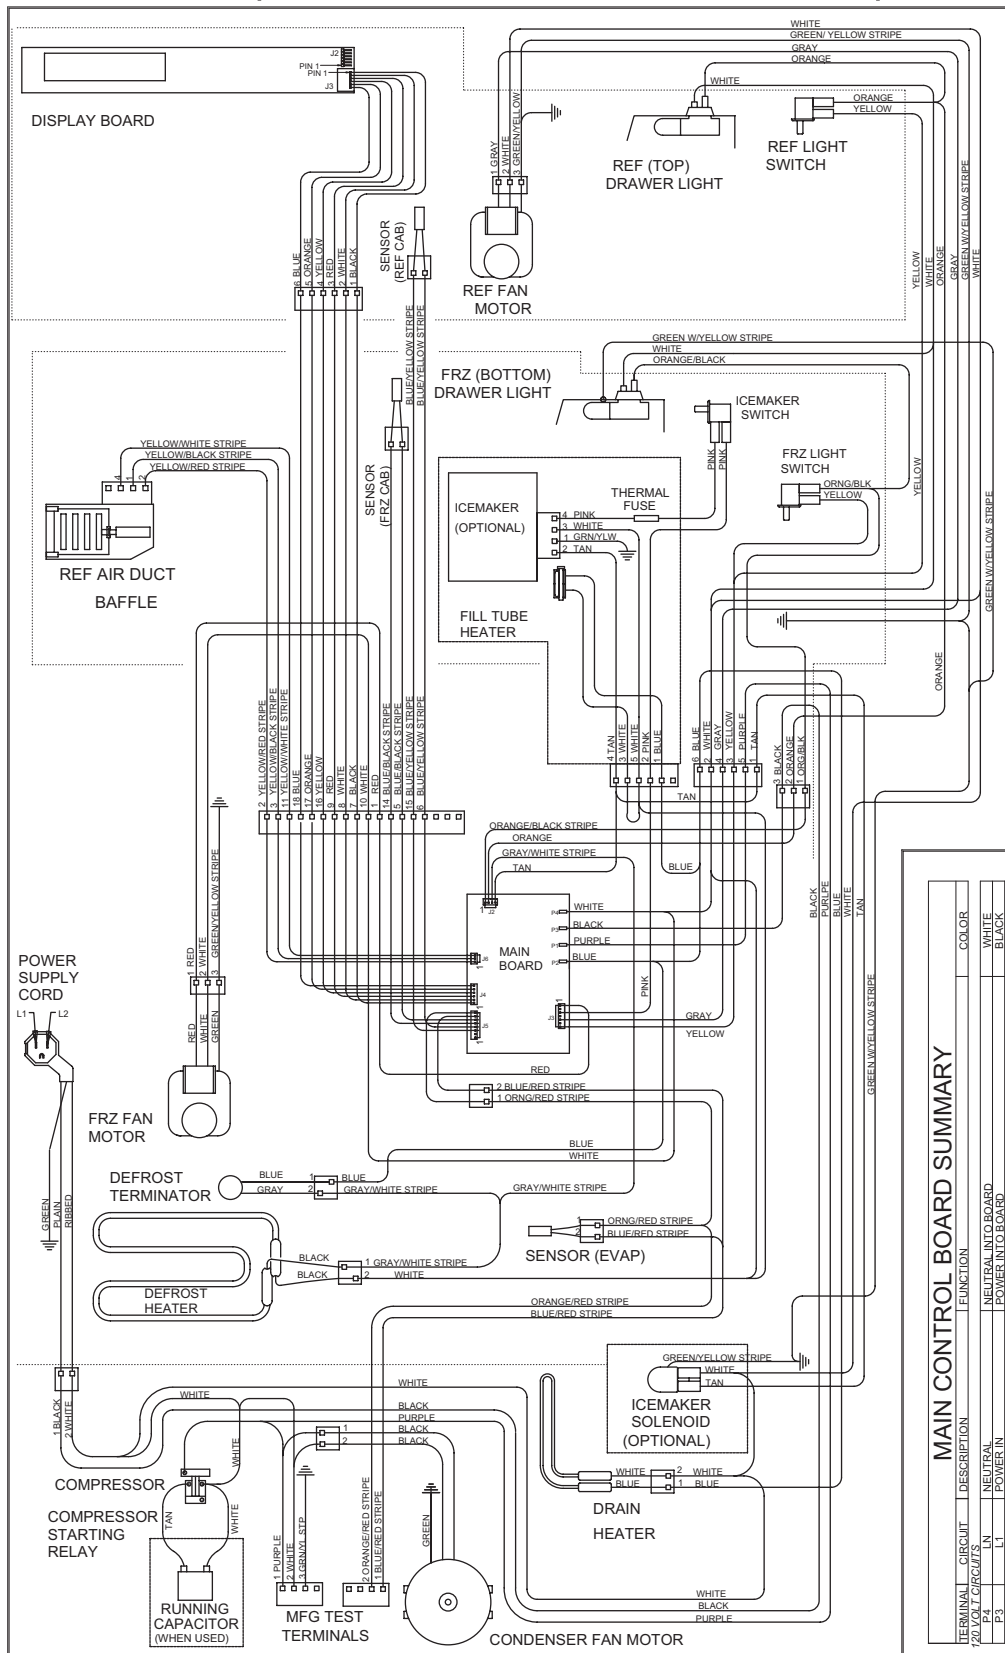 WHITE
GREEN/ YELLOW STRIPE
GRAY
ORANGE
WHITE
J2
PIN 1
PIN 1
J3
DISPLAY BOARD
ORANGE
YELLOW
REF LIGHT
SWITCH
REF (TOP)
DRAWER LIGHT
1 GRAY
2 WHITE
3 GREEN/YELLOW
REF FAN
MOTOR
SENSOR
(REF CAB)
6 BLUE
5 ORANGE
4 YELLOW
3 RED
2 WHITE
1 BLACK
YELLOW
WHITE
ORANGE
GRAY
GREEN W/YELLOW STRIPE
WHITE
BLUE/YELLOW STRIPE
BLUE/YELLOW STRIPE
GREEN W/YELLOW STRIPE
WHITE
ORANGE/BLACK
FRZ (BOTTOM)
DRAWER LIGHT
ICEMAKER
SWITCH
PINK
PINK
FRZ LIGHT
SWITCH
ORNG/BLK
YELLOW
YELLOW
YELLOW/WHITE STRIPE
YELLOW/BLACK STRIPE
YELLOW/RED STRIPE
4
1
2
SENSOR
(FRZ CAB)
REF AIR DUCT
BAFFLE
ICEMAKER
(OPTIONAL)
THERMAL
FUSE
4 PINK
3 WHITE
1 GRN/YLW
2 TAN
FILL TUBE
HEATER
GREEN W/YELLOW STRIPE
ORANGE
2 YELLOW/RED STRIPE
3 YELLOW/BLACK STRIPE
11 YELLOW/WHITE STRIPE
18 BLUE
17 ORANGE
16 YELLOW
9 RED
8 WHITE
7 BLACK
10 WHITE
1 RED
14 BLUE/BLACK STRIPE
5 BLUE/BLACK STRIPE
15 BLUE/YELLOW STRIPE
6 BLUE/YELLOW STRIPE
4 TAN
3 WHITE
5 WHITE
2 PINK
1 BLUE
6 BLUE
2 WHITE
4 GRAY
3 YELLOW
5 PURPLE
1 TAN
3 BLACK
2 ORANGE
1 ORG/BLK
TAN
ORANGE/BLACK STRIPE
ORANGE
GRAY/WHITE STRIPE
TAN
BLUE
1
J2
P4
WHITE
P3
BLACK
P1
PURPLE
P2
BLUE
MAIN
BOARD
J6
1
J4
1
J5
1
J3
1
PINK
GRAY
YELLOW
RED
BLACK
PURLPE
BLUE
WHITE
TAN
GREEN W/YELLOW STRIPE
1 RED
2 WHITE
3 GREEN/YELLOW STRIPE
RED
WHITE
GREEN
POWER
SUPPLY
CORD
L1
L2
FRZ FAN
MOTOR
2 BLUE/RED STRIPE
1 ORNG/RED STRIPE
BLUE
WHITE
DEFROST
TERMINATOR
BLUE
GRAY
1
2
BLUE
GRAY/WHITE STRIPE
GRAY/WHITE STRIPE
GREEN
PLAIN
RIBBED
1
2
ORNG/RED STRIPE
BLUE/RED STRIPE
SENSOR (EVAP)
BLACK
BLACK
1 GRAY/WHITE STRIPE
2 WHITE
DEFROST
HEATER
ORANGE/RED STRIPE
BLUE/RED STRIPE
GREEN/YELLOW STRIPE
WHITE
TAN
ICEMAKER
SOLENOID
(OPTIONAL)
1 BLACK
2 WHITE
WHITE
WHITE
BLACK
PURPLE
1
BLACK
2
BLACK
WHITE
COMPRESSOR
COMPRESSOR
STARTING
RELAY
TAN
WHITE
RUNNING
CAPACITOR
(WHEN USED)
1 PURPLE
2 WHITE
3 GRN/YL STP
2 ORANGE/RED STRIPE
1 BLUE/RED STRIPE
MFG TEST
TERMINALS
GREEN
CONDENSER FAN MOTOR
WHITE
BLUE
2
WHITE
1
BLUE
DRAIN
HEATER
WHITE
BLACK
PURPLE
MAIN CONTROL BOARD SUMMARY
TERMINAL CIRCUIT DESCRIPTION FUNCTION COLOR
120 VOLT CIRCUITS
P4 LN NEUTRAL NEUTRAL INTO BOARD WHITE
P3 L1 POWER IN POWER INTO BOARD BLACK